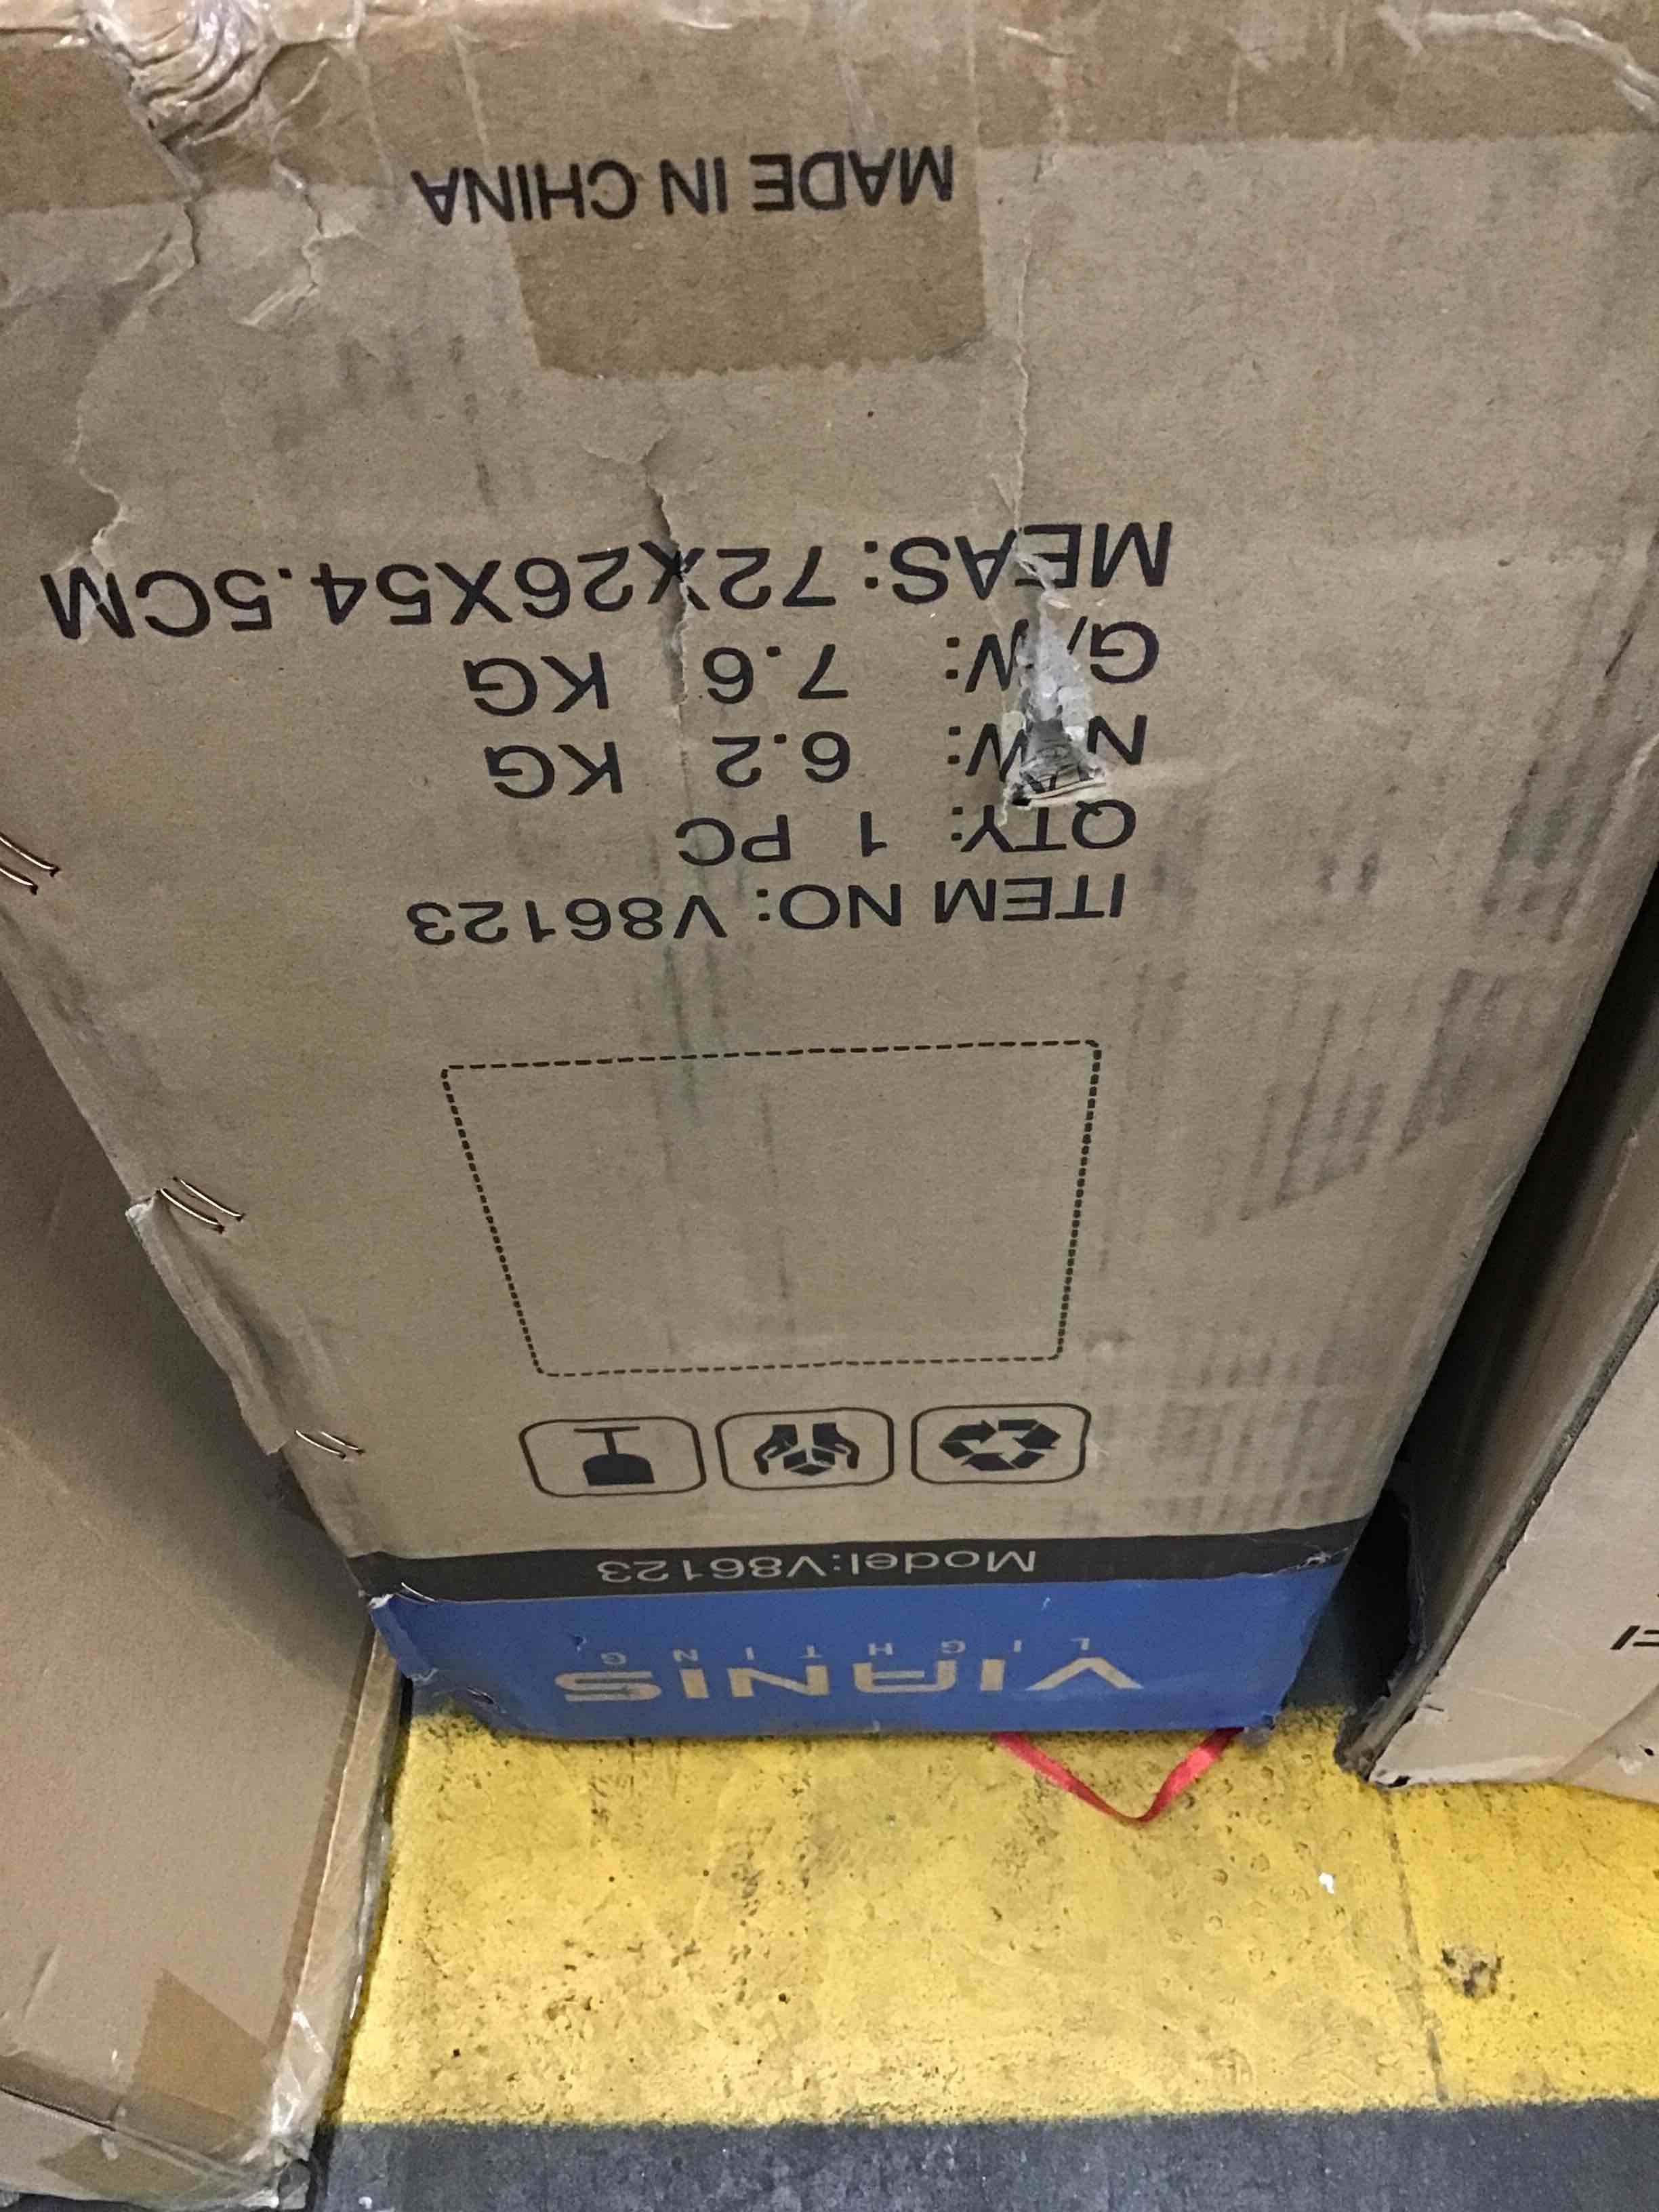 VIANIS
LIGHTING
Model:V86123
ITEM NO: V86123
QTY: 1 PC
N/W: 6.2 KG
G/W: 7.6 KG
MEAS: 72X26X54.5CM
MADE IN CHINA